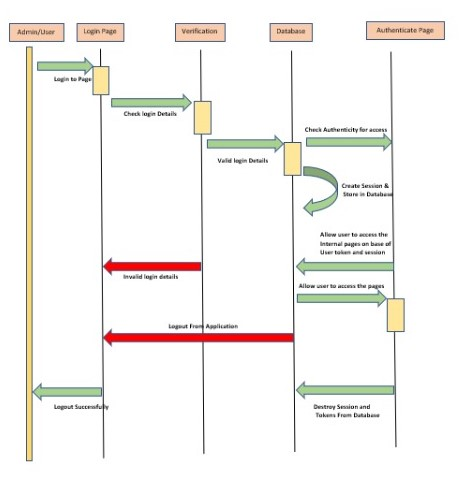 Admin/User
Login Page
Verification
Database
Authenticate Page
Login to Page
Check login Details
Check Authenticity for access
Valid login Details
Create Session &
Store in Database
Allow user to access the
Internal pages on base of
User token and session
Invalid login details
Allow user to access the pages
Logout From Application
Logout Successfully
Destroy Session and
Tokens From Database